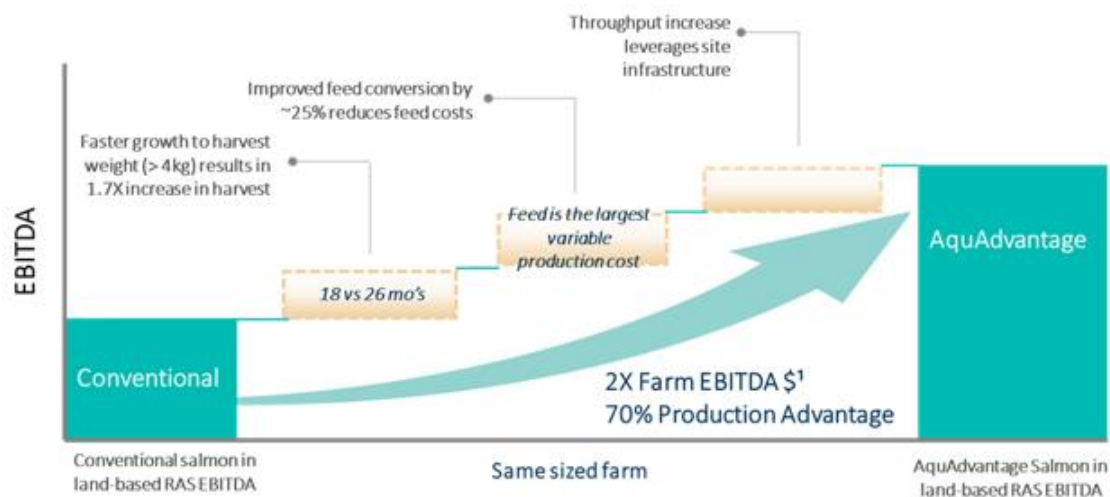 Throughput increase
leverages site
infrastructure
Improved feed conversion by
~25% reduces feed costs
Faster growth to harvest
weight (> 4kg) results in
1.7X increase in harvest
EBITDA
Feed is the largest
variable
production cost
18 vs 26 mo's
AquAdvantage
Conventional
2X Farm EBITDA $¹
70% Production Advantage
Conventional salmon in
land-based RAS EBITDA
Same sized farm
AquAdvantage Salmon in
land-based RAS EBITDA